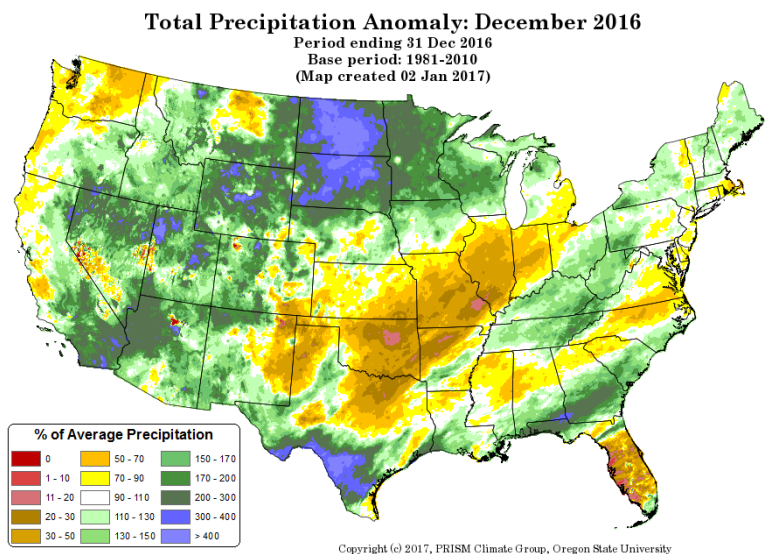 Total Precipitation Anomaly: December 2016
Period ending 31 Dec 2016
Base period: 1981-2010
(Map created 02 Jan 2017)
% of Average Precipitation
0 50 - 70 150 - 170
1 - 10 70 - 90 170 - 200
11 - 20 90 - 110 200 - 300
20 - 30 110 - 130 300 - 400
30 - 50 130 - 150 > 400
Copyright (c) 2017, PRISM Climate Group, Oregon State University